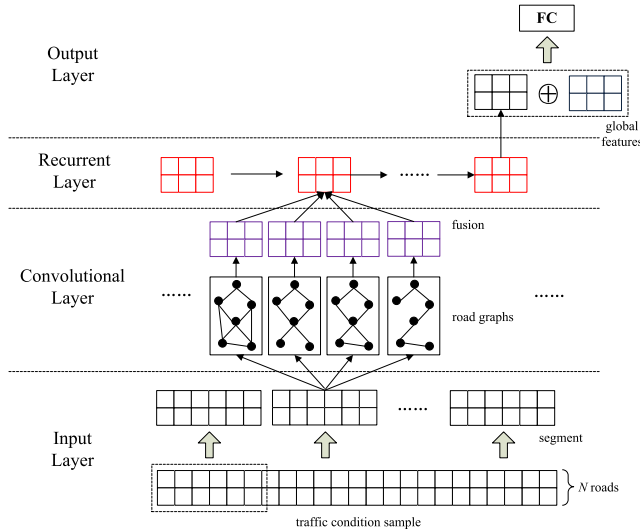 FC
Output
Layer
global
features
Recurrent
Layer
......
fusion
Convolutional
Layer
......
road graphs
......
......
segment
Input
Layer
N roads
traffic condition sample